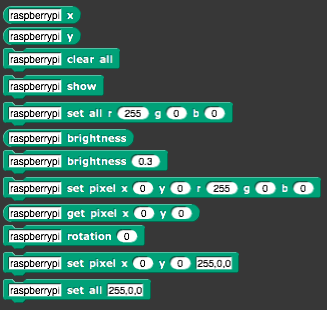 raspberrypi x
raspberrypi y
raspberrypi clear all
raspberrypi show
raspberrypi set all r 255 g 0 b 0
raspberrypi brightness
raspberrypi brightness 0.3
raspberrypi set pixel x 0 y 0 r 255 g 0 b 0
raspberrypi get pixel x 0 y 0
raspberrypi rotation 0
raspberrypi set pixel x 0 y 0 255,0,0
raspberrypi set all 255,0,0